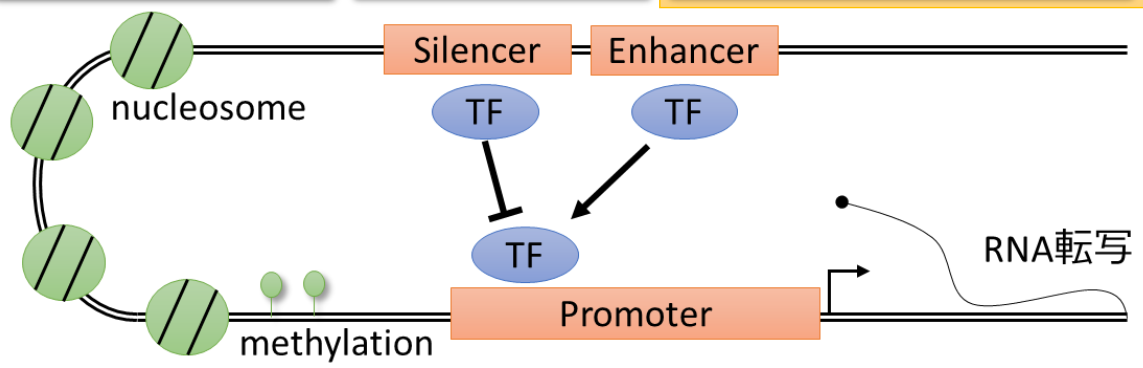 Silencer
Enhancer
nucleosome
TF
TF
TF
RNA転写
Promoter
methylation